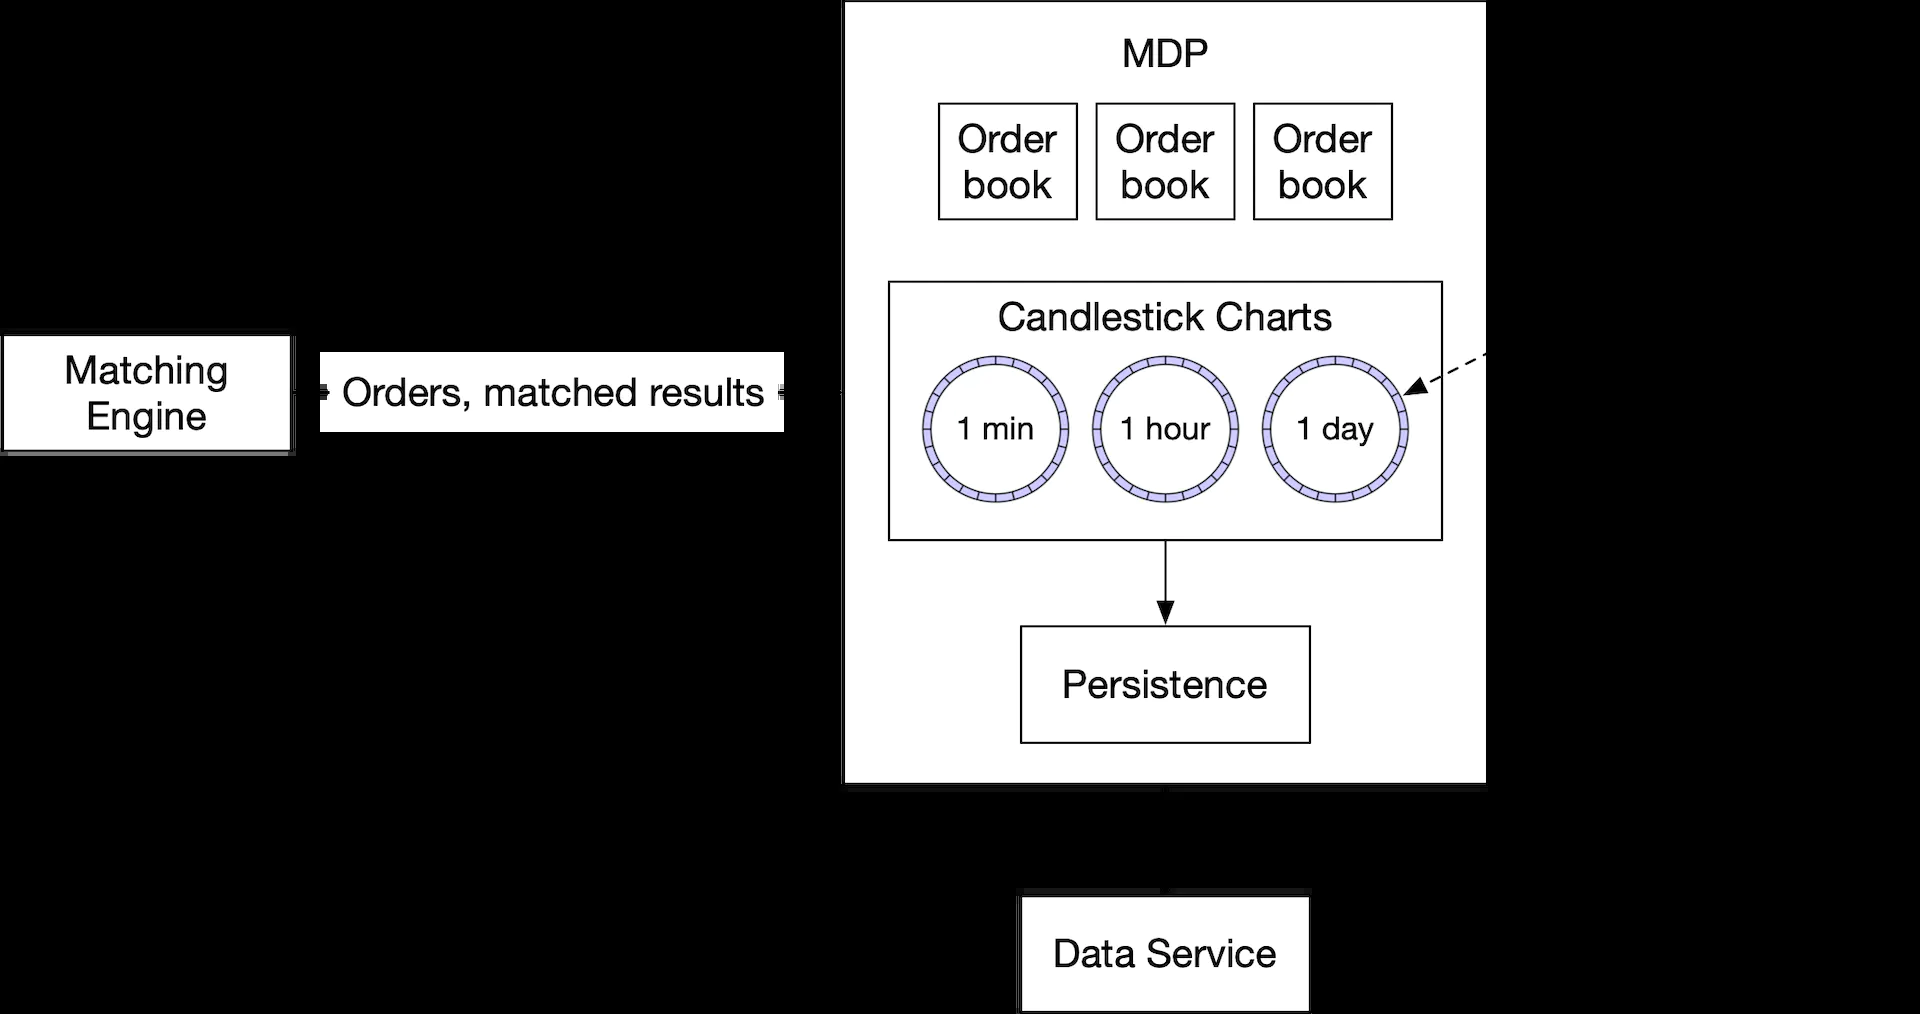 MDP
Order
book
Order
book
Order
book
Candlestick Charts
Matching
Engine
Orders, matched results
1 min
1 hour
1 day
Persistence
Data Service